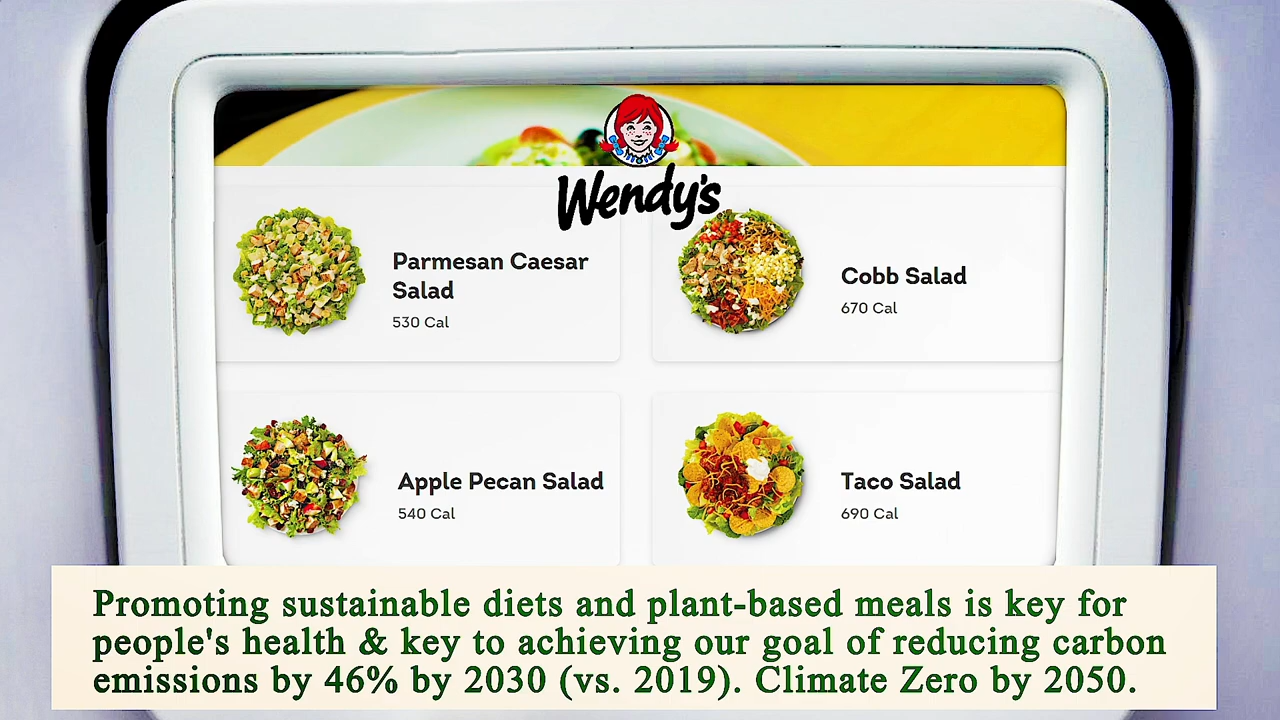 Wendy's
Parmesan Caesar
Salad
530 Cal
Cobb Salad
670 Cal
Apple Pecan Salad
540 Cal
Taco Salad
690 Cal
Promoting sustainable diets and plant-based meals is key for
people's health & key to achieving our goal of reducing carbon
emissions by 46% by 2030 (vs. 2019). Climate Zero by 2050.